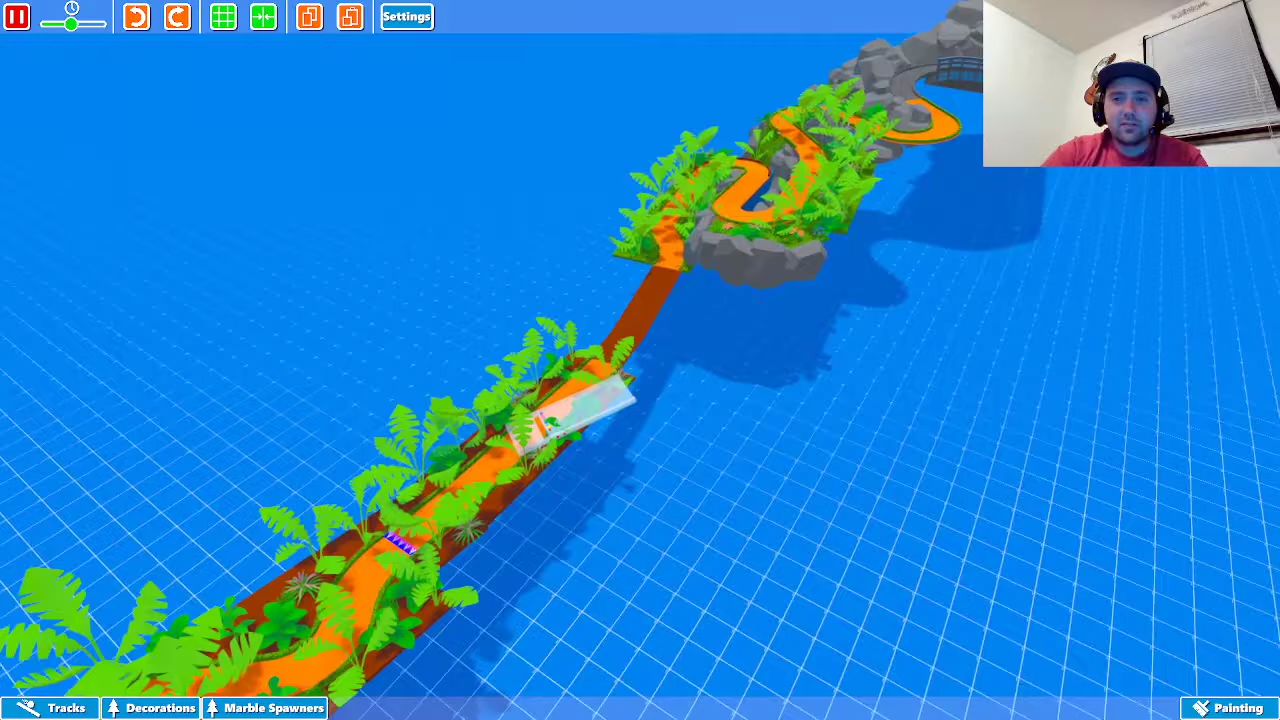 Settings
Tracks
Decorations
Marble Spawners
Painting